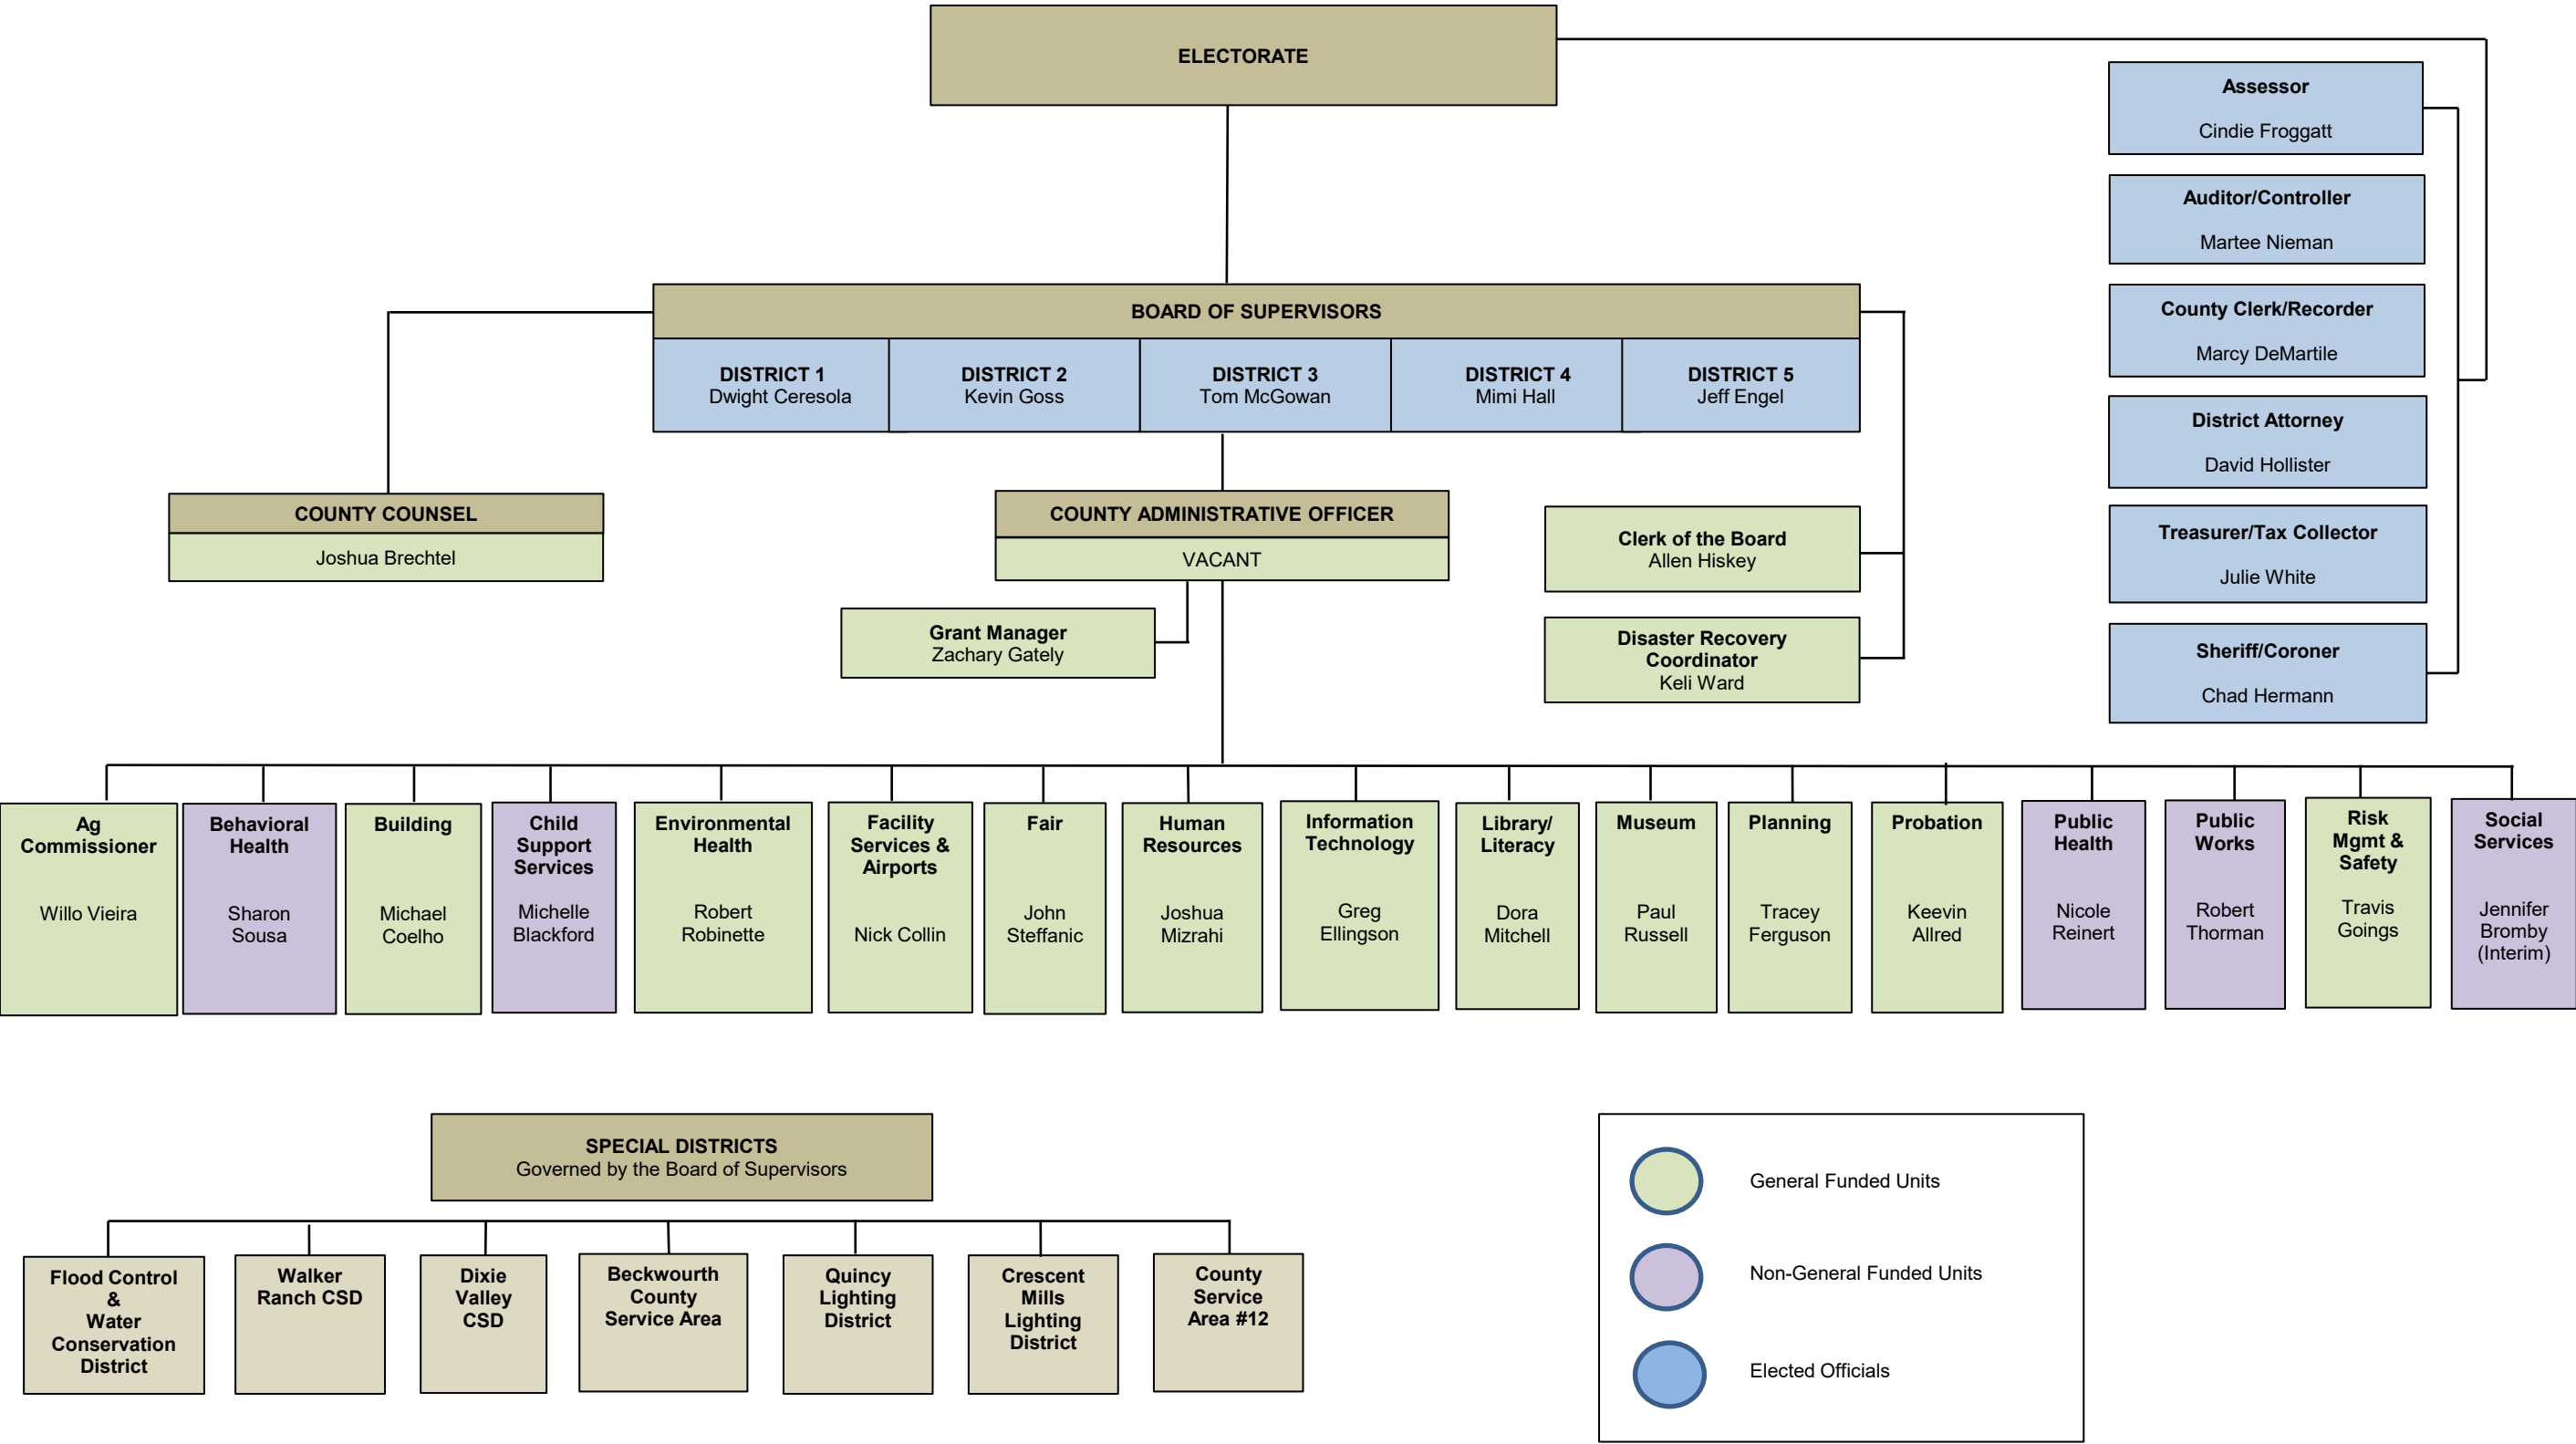 ELECTORATE
Assessor
Cindie Froggatt
Auditor/Controller
Martee Nieman
County Clerk/Recorder
Marcy DeMartile
District Attorney
David Hollister
Treasurer/Tax Collector
Julie White
Sheriff/Coroner
Chad Hermann
BOARD OF SUPERVISORS
DISTRICT 1
Dwight Ceresola
DISTRICT 2
Kevin Goss
DISTRICT 3
Tom McGowan
DISTRICT 4
Mimi Hall
DISTRICT 5
Jeff Engel
COUNTY COUNSEL
Joshua Brechtel
COUNTY ADMINISTRATIVE OFFICER
VACANT
Grant Manager
Zachary Gately
Clerk of the Board
Allen Hiskey
Disaster Recovery
Coordinator
Keli Ward
Ag
Commissioner
Willo Vieira
Behavioral
Health
Sharon
Sousa
Building
Michael
Coelho
Child
Support
Services
Michelle
Blackford
Environmental
Health
Robert
Robinette
Facility
Services &
Airports
Nick Collin
Fair
John
Steffanic
Human
Resources
Joshua
Mizrahi
Information
Technology
Greg
Ellingson
Library/
Literacy
Dora
Mitchell
Museum
Paul
Russell
Planning
Tracey
Ferguson
Probation
Keevin
Allred
Public
Health
Nicole
Reinert
Public
Works
Robert
Thorman
Risk
Mgmt &
Safety
Travis
Goings
Social
Services
Jennifer
Bromby
(Interim)
SPECIAL DISTRICTS
Governed by the Board of Supervisors
Flood Control
&
Water
Conservation
District
Walker
Ranch CSD
Dixie
Valley
CSD
Beckwourth
County
Service Area
Quincy
Lighting
District
Crescent
Mills
Lighting
District
County
Service
Area #12
General Funded Units
Non-General Funded Units
Elected Officials